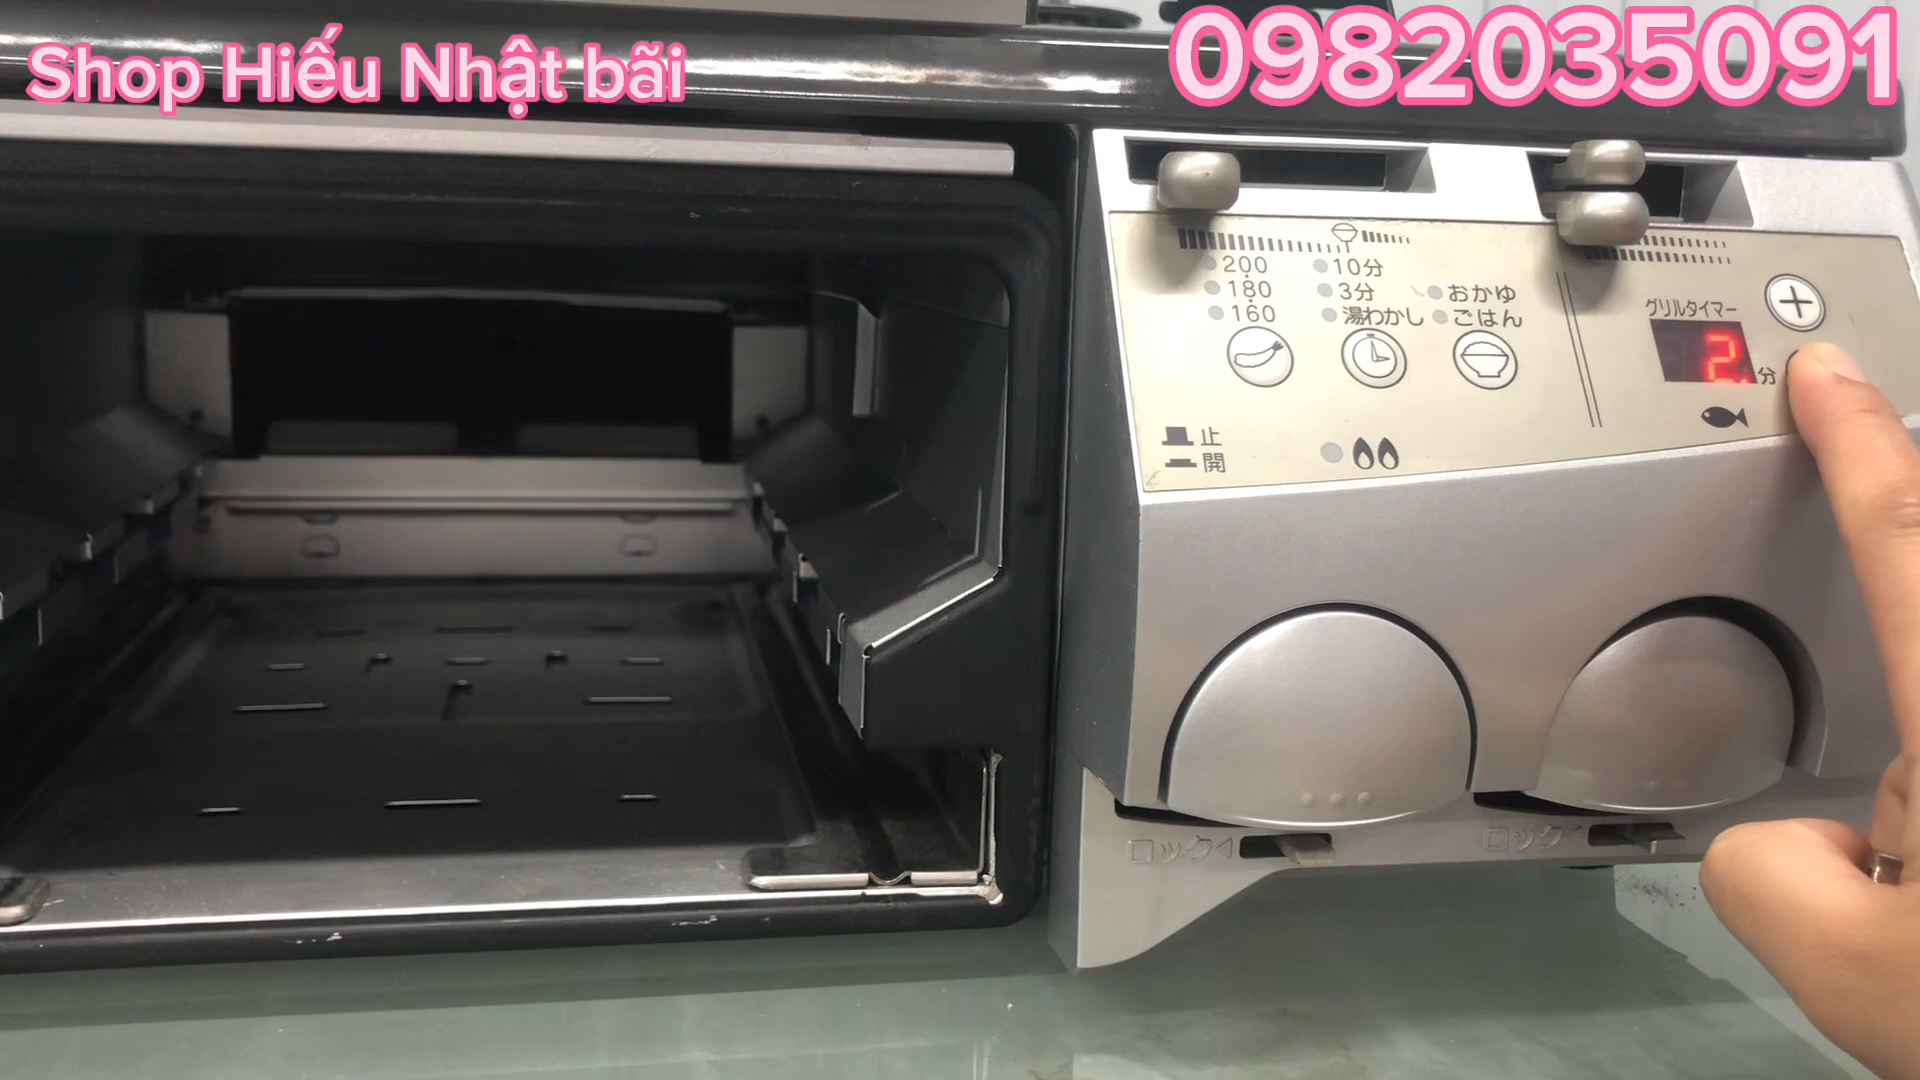 Shop Hiếu Nhật bãi
0982035091
200
180
160
10分
3分
湯わかし
おかゆ
ごはん
グリルタイマー
2.
分
止
開
ロック
ロック